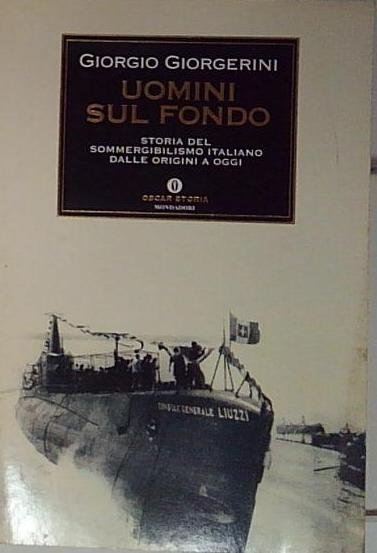 GIORGIO GIORGERINI
UOMINI
SUL FONDO
STORIA DEL
SOMMERGIBILISMO ITALIANO
DALLE ORIGINI A OGGI
OSCAR STORIA
MONDADORI
CONSOLE GENERALE LIUZZI